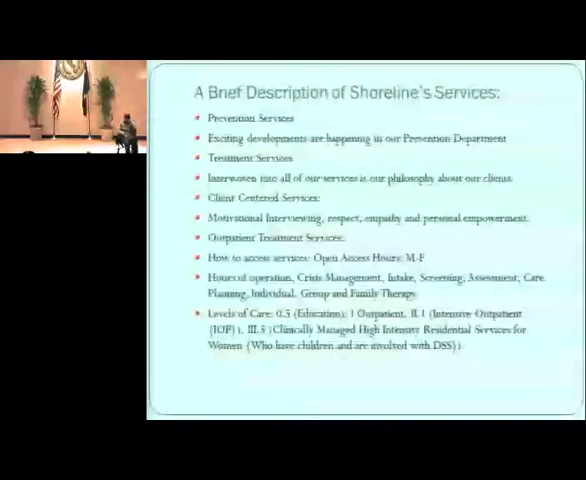 A Brief Description of Shoreline's Services:
Prevention Services
Exciting developments are happening in our Prevention Department
Treatment Services
Interwoven into all of our services is our philosophy about our clients:
Client Centered Services:
Motivational Interviewing, respect, empathy and personal empowerment.
Outpatient Treatment Services:
How to access services: Open Access Hours: M-F
Hours of operation, Crisis Management, Intake, Screening, Assessment, Care
Planning, Individual, Group and Family Therapy
Levels of Care: 0.5 (Education), I Outpatient, II.1 (Intensive Outpatient
(IOP)), III.5 (Clinically Managed High Intensity Residential Services for
Women {Who have children and are involved with DSS})